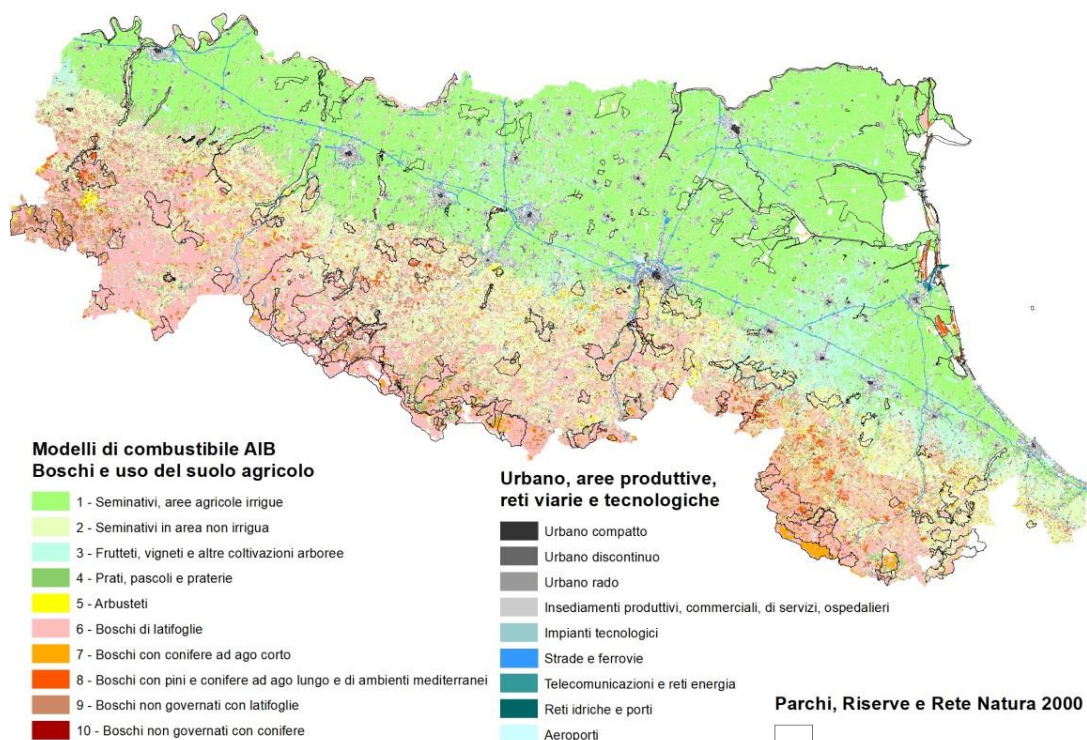 Modelli di combustibile AIB
Boschi e uso del suolo agricolo
1 - Seminativi, aree agricole irrigue
2 - Seminativi in area non irrigua
3 - Frutteti, vigneti e altre coltivazioni arboree
4 - Prati, pascoli e praterie
5 - Arbusteti
6 - Boschi di latifoglie
7 - Boschi con conifere ad ago corto
8 - Boschi con pini e conifere ad ago lungo e di ambienti mediterranei
9 - Boschi non governati con latifoglie
10 - Boschi non governati con conifere
Urbano, aree produttive,
reti viarie e tecnologiche
Urbano compatto
Urbano discontinuo
Urbano rado
Insediamenti produttivi, commerciali, di servizi, ospedalieri
Impianti tecnologici
Strade e ferrovie
Telecomunicazioni e reti energia
Reti idriche e porti
Aeroporti
Parchi, Riserve e Rete Natura 2000